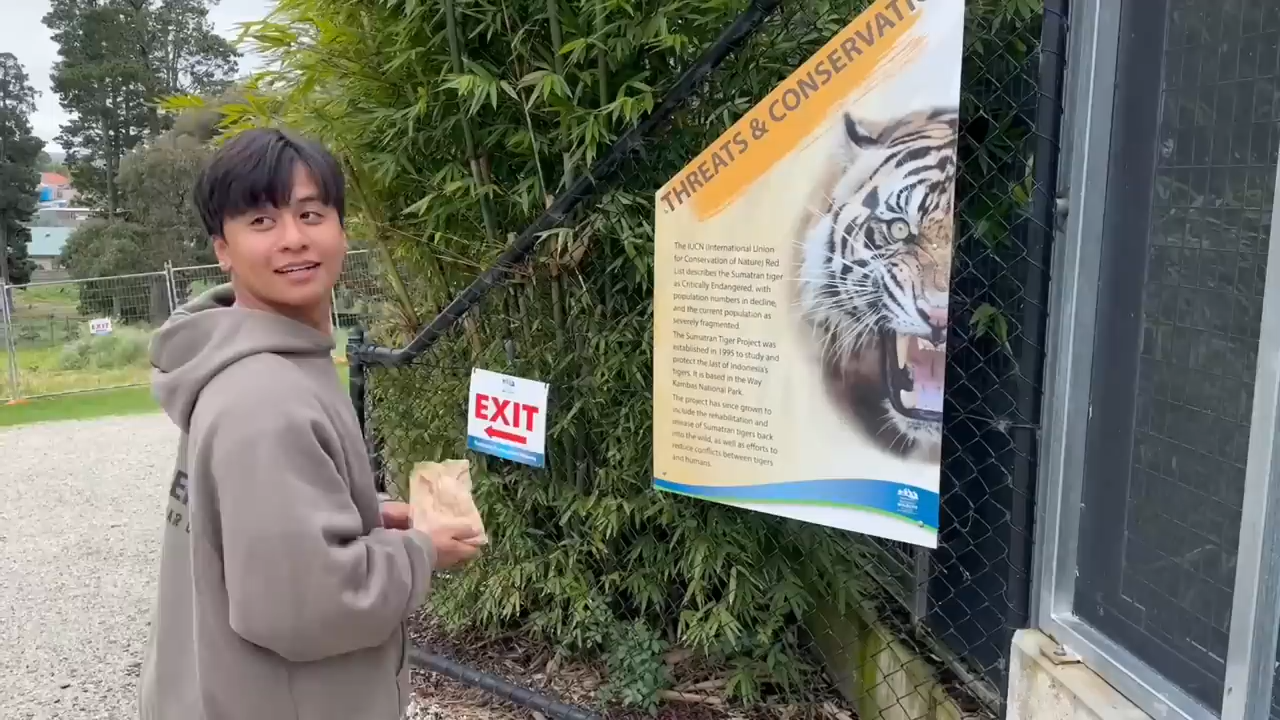 THREATS & CONSERVATI
The IUCN (International Union
for Conservation of Nature) Red
List describes the Sumatran tiger
as Critically Endangered, with
population numbers in decline,
and the current population as
severely fragmented.
The Sumatran Tiger Project was
established in 1995 to study and
protect the last of Indonesia's
tigers. It is based in the Way
Kambas National Park.
The project has since grown to
include the rehabilitation and
release of Sumatran tigers back
into the wild, as well as efforts to
reduce conflicts between tigers
and humans.
EXIT
EXIT